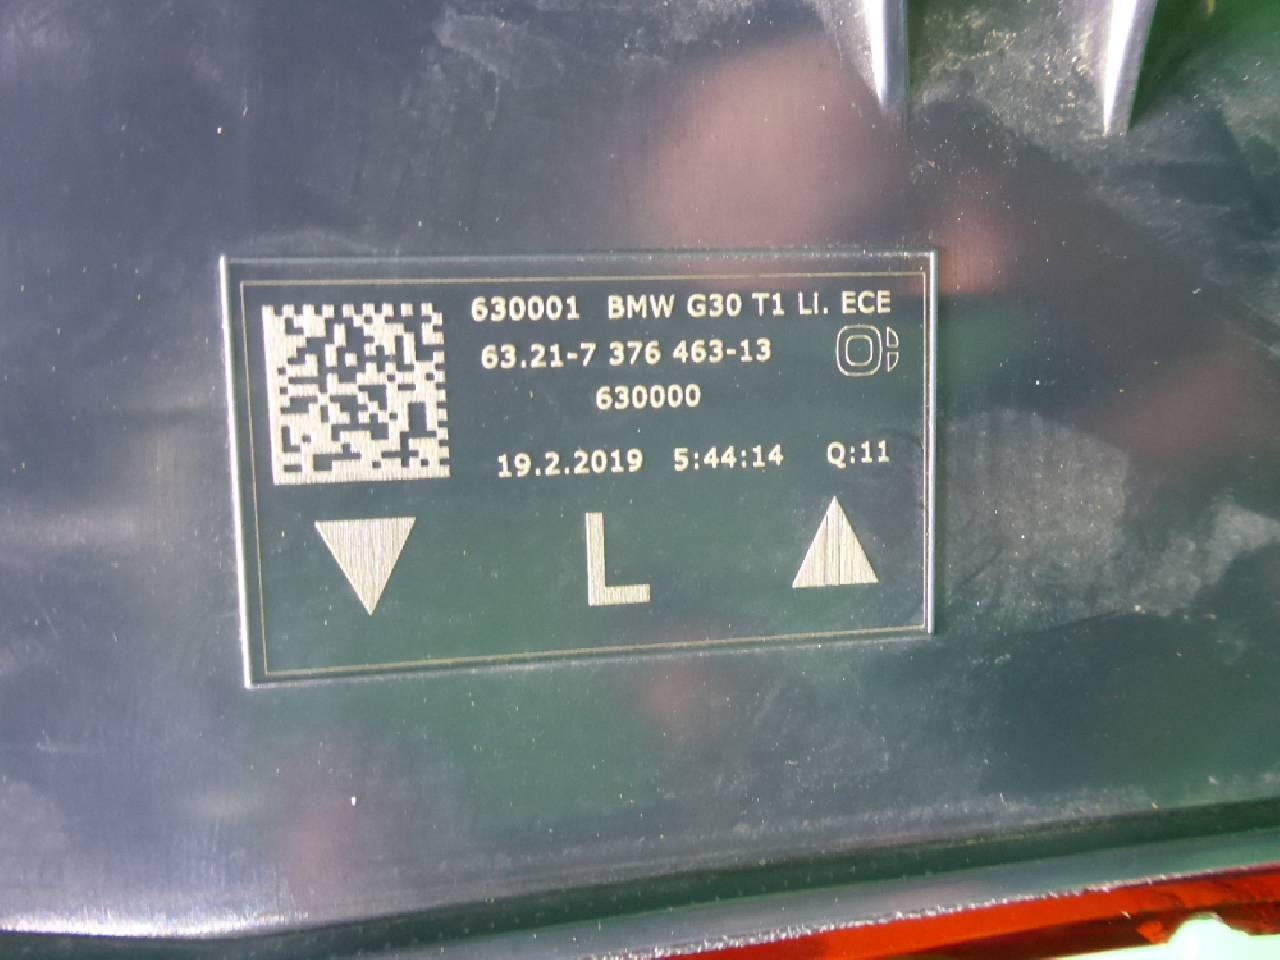 630001 BMW G30 T1 Li. ECE
63.21-7 376 463-13
630000
19.2.2019 5:44:14 Q:11
L